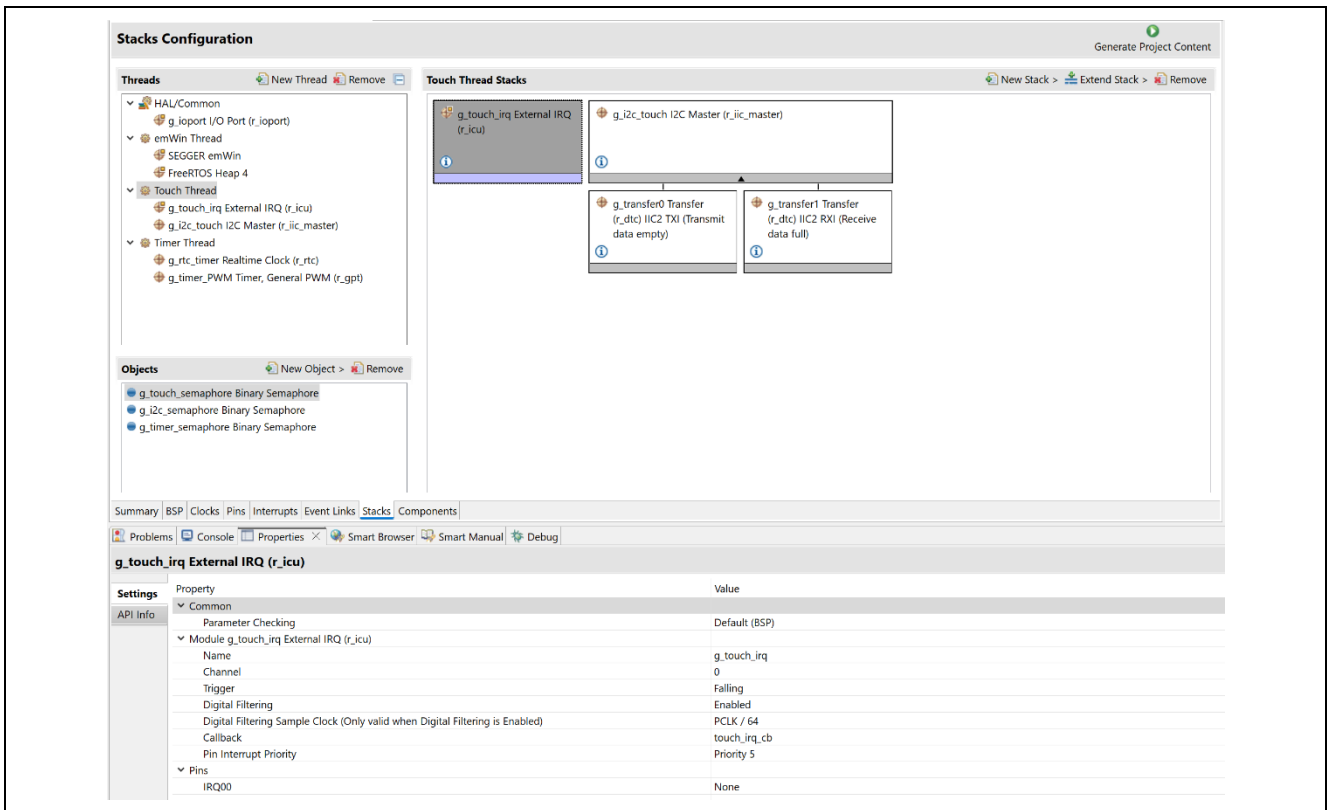 Stacks Configuration
Generate Project Content
Threads
New Thread Remove
HAL/Common
g_ioport I/O Port (r_ioport)
emWin Thread
SEGGER emWin
FreeRTOS Heap 4
Touch Thread
g_touch_irq External IRQ (r_icu)
g_i2c_touch I2C Master (r_iic_master)
Timer Thread
g_rtc_timer Realtime Clock (r_rtc)
g_timer_PWM Timer, General PWM (r_gpt)
Objects
New Object > Remove
g_touch_semaphore Binary Semaphore
g_i2c_semaphore Binary Semaphore
g_timer_semaphore Binary Semaphore
Touch Thread Stacks
New Stack > Extend Stack > Remove
g_touch_irq External IRQ
(r_icu)
g_i2c_touch I2C Master (r_iic_master)
g_transfer0 Transfer
(r_dtc) IIC2 TXI (Transmit
data empty)
g_transfer1 Transfer
(r_dtc) IIC2 RXI (Receive
data full)
Summary BSP Clocks Pins Interrupts Event Links Stacks Components
Problems Console Properties Smart Browser Smart Manual Debug
g_touch_irq External IRQ (r_icu)
Settings
API Info
Property Value
Common
Parameter Checking Default (BSP)
Module g_touch_irq External IRQ (r_icu)
Name g_touch_irq
Channel 0
Trigger Falling
Digital Filtering Enabled
Digital Filtering Sample Clock (Only valid when Digital Filtering is Enabled) PCLK / 64
Callback touch_irq_cb
Pin Interrupt Priority Priority 5
Pins
IRQ00 None